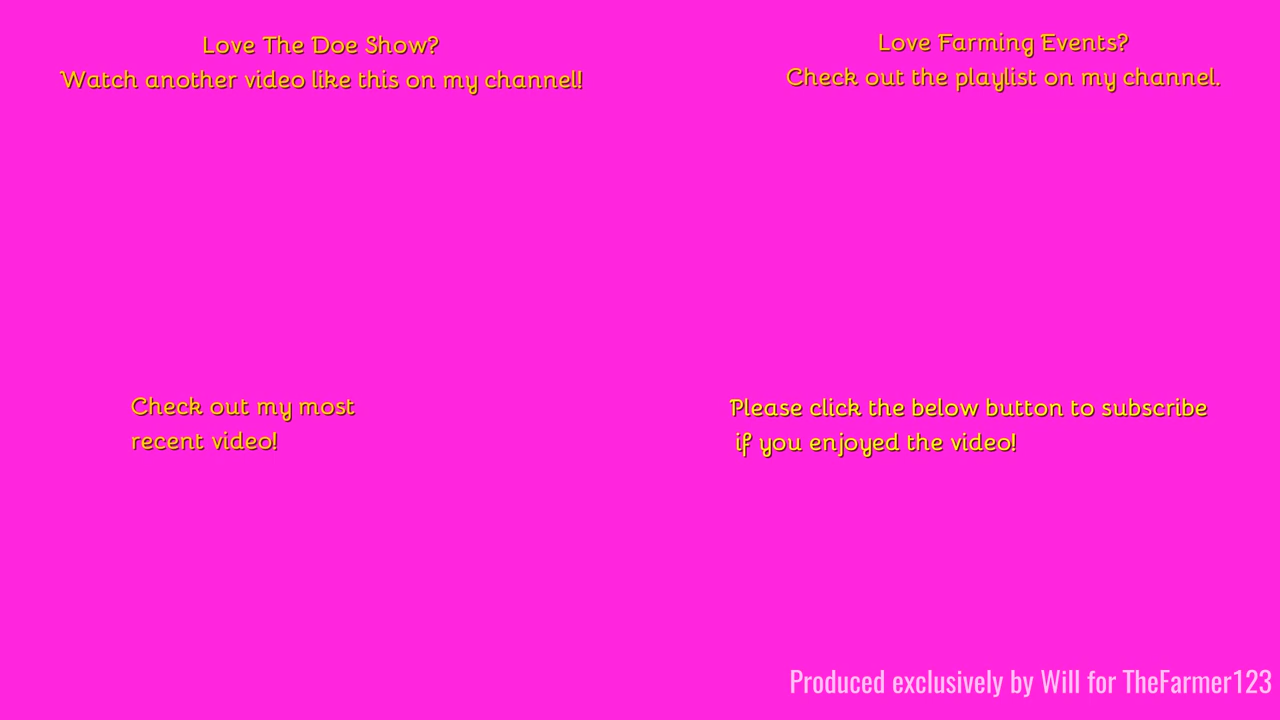 Love The Doe Show?
Watch another video like this on my channel!
Love Farming Events?
Check out the playlist on my channel.
Check out my most
recent video!
Please click the below button to subscribe
if you enjoyed the video!
Produced exclusively by Will for TheFarmer123